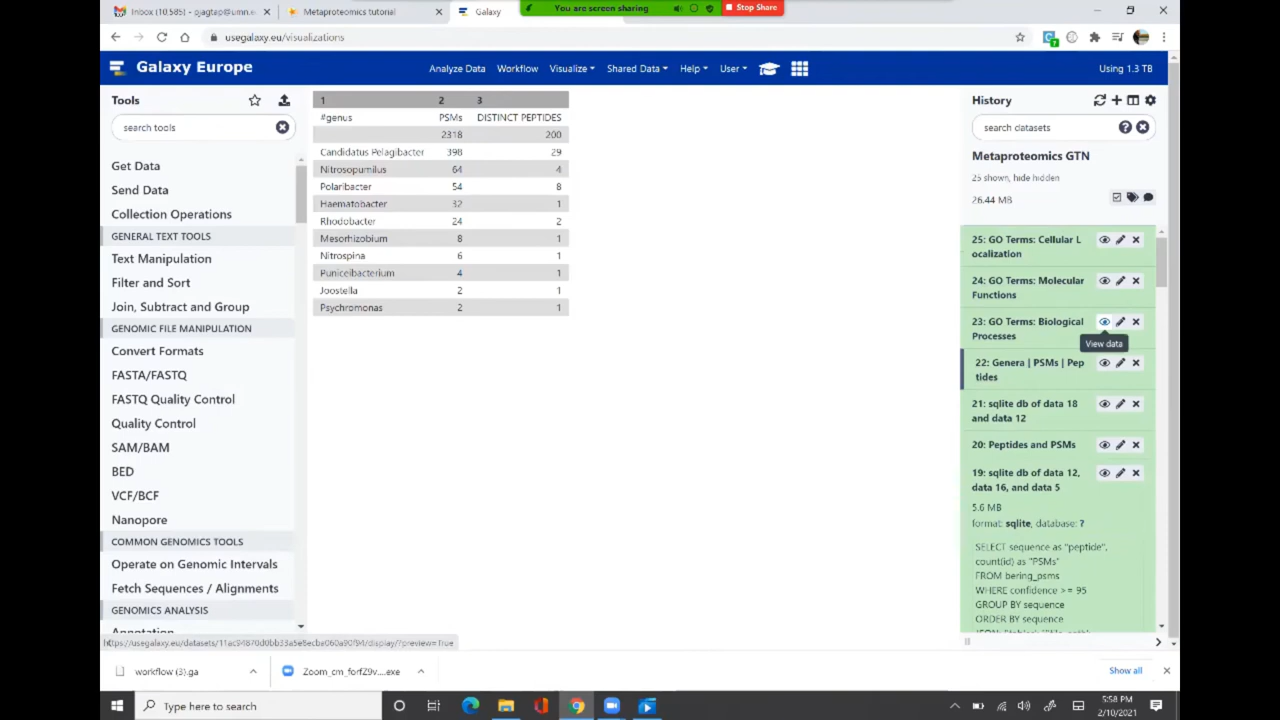 Inbox (10,585) - ojagtap@umn.e
Metaproteomics tutorial
Galaxy
You are screen sharing
Stop Share
usegalaxy.eu/visualizations
Galaxy Europe
Analyze Data Workflow Visualize Shared Data Help User
Using 1.3 TB
Tools
search tools
Get Data
Send Data
Collection Operations
GENERAL TEXT TOOLS
Text Manipulation
Filter and Sort
Join, Subtract and Group
GENOMIC FILE MANIPULATION
Convert Formats
FASTA/FASTQ
FASTQ Quality Control
Quality Control
SAM/BAM
BED
VCF/BCF
Nanopore
COMMON GENOMICS TOOLS
Operate on Genomic Intervals
Fetch Sequences / Alignments
GENOMICS ANALYSIS
Annotation
1 2 3
#genus PSMs DISTINCT PEPTIDES
2318 200
Candidatus Pelagibacter 398 29
Nitrosopumilus 64 4
Polaribacter 54 8
Haematobacter 32 1
Rhodobacter 24 2
Mesorhizobium 8 1
Nitrospina 6 1
Puniceibacterium 4 1
Joostella 2 1
Psychromonas 2 1
History
search datasets
Metaproteomics GTN
25 shown, hide hidden
26.44 MB
25: GO Terms: Cellular L
ocalization
24: GO Terms: Molecular
Functions
23: GO Terms: Biological
Processes
View data
22: Genera | PSMs | Pep
tides
21: sqlite db of data 18
and data 12
20: Peptides and PSMs
19: sqlite db of data 12,
data 16, and data 5
5.6 MB
format: sqlite, database: ?
SELECT sequence as "peptide",
count(id) as "PSMs"
FROM bering_psms
WHERE confidence >= 95
GROUP BY sequence
ORDER BY sequence
workflow (3).ga
Zoom_cm_forfZ9v....exe
Show all
Type here to search
5:58 PM
2/10/2021